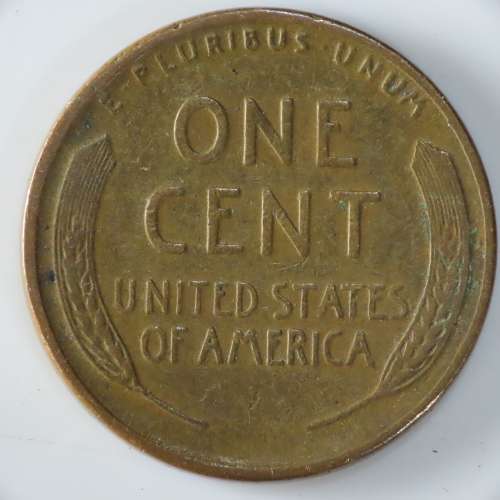 E·PLURIBUS·UNUM
ONE
CENT
UNITED·STATES
OF AMERICA